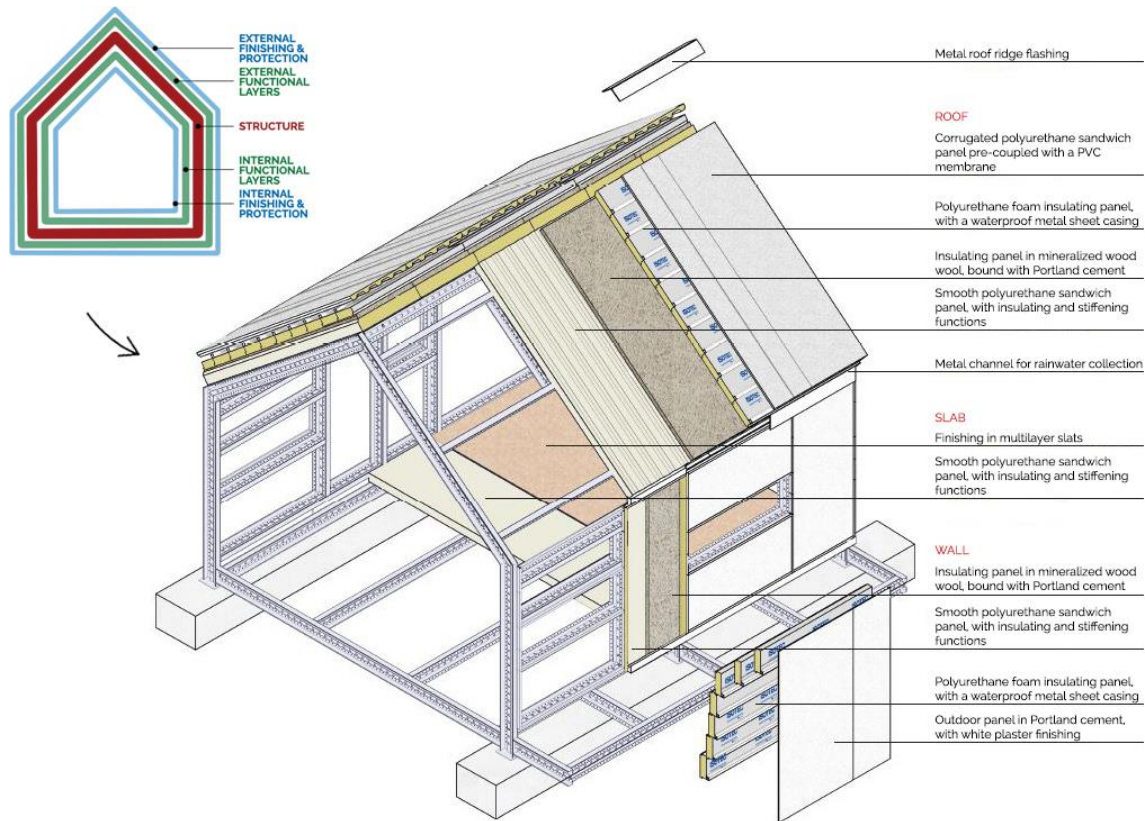 EXTERNAL
FINISHING &
PROTECTION
EXTERNAL
FUNCTIONAL
LAYERS
STRUCTURE
INTERNAL
FUNCTIONAL
LAYERS
INTERNAL
FINISHING &
PROTECTION
Metal roof ridge flashing
ROOF
Corrugated polyurethane sandwich
panel pre-coupled with a PVC
membrane
Polyurethane foam insulating panel,
with a waterproof metal sheet casing
Insulating panel in mineralized wood
wool, bound with Portland cement
Smooth polyurethane sandwich
panel, with insulating and stiffening
functions
Metal channel for rainwater collection
SLAB
Finishing in multilayer slats
Smooth polyurethane sandwich
panel, with insulating and stiffening
functions
WALL
Insulating panel in mineralized wood
wool, bound with Portland cement
Smooth polyurethane sandwich
panel, with insulating and stiffening
functions
Polyurethane foam insulating panel,
with a waterproof metal sheet casing
Outdoor panel in Portland cement,
with white plaster finishing
ISOTEC